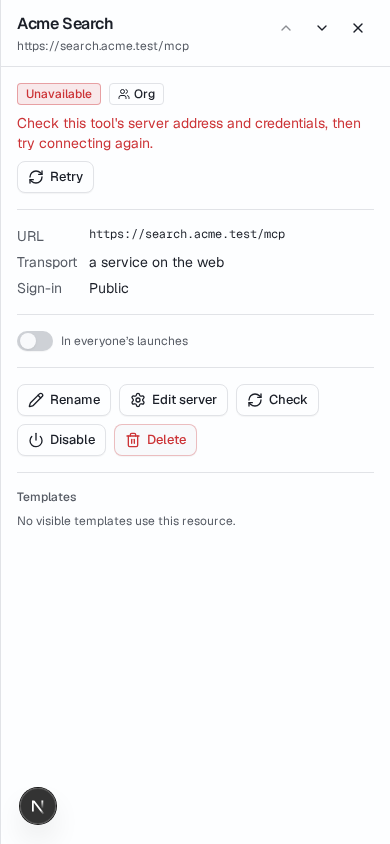 Acme Search
https://search.acme.test/mcp
Unavailable
Org
Check this tool's server address and credentials, then
try connecting again.
Retry
URL https://search.acme.test/mcp
Transport a service on the web
Sign-in Public
In everyone's launches
Rename Edit server Check
Disable Delete
Templates
No visible templates use this resource.
N